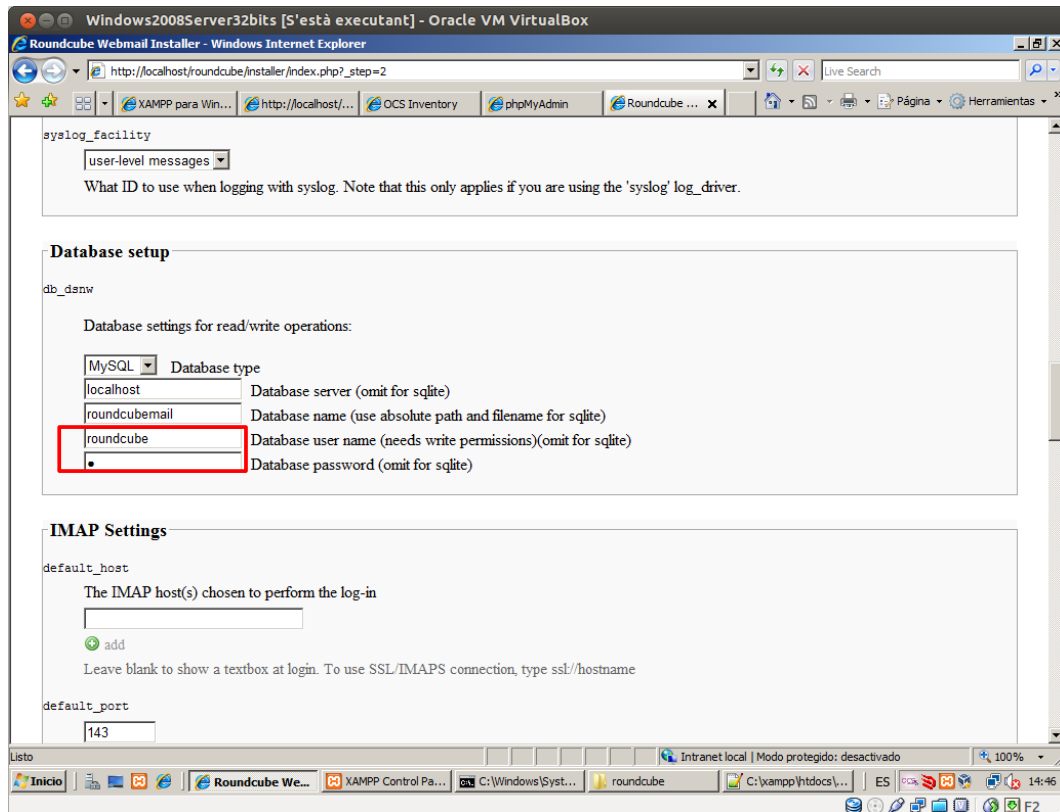 Windows2008Server32bits [S'està executant] - Oracle VM VirtualBox
Roundcube Webmail Installer - Windows Internet Explorer
http://localhost/roundcube/installer/index.php?_step=2
Live Search
XAMPP para Win...
http://localhost/...
OCS Inventory
phpMyAdmin
Roundcube ...
Página
Herramientas
syslog_facility
user-level messages
What ID to use when logging with syslog. Note that this only applies if you are using the 'syslog' log_driver.
Database setup
db_dsnw
Database settings for read/write operations:
MySQL Database type
localhost Database server (omit for sqlite)
roundcubemail Database name (use absolute path and filename for sqlite)
roundcube Database user name (needs write permissions)(omit for sqlite)
• Database password (omit for sqlite)
IMAP Settings
default_host
The IMAP host(s) chosen to perform the log-in
add
Leave blank to show a textbox at login. To use SSL/IMAPS connection, type ssl://hostname
default_port
143
Listo
Intranet local | Modo protegido: desactivado
100%
Inicio
Roundcube We...
XAMPP Control Pa...
C:\Windows\Syst...
roundcube
C:\xampp\htdocs\...
ES
14:46
F2